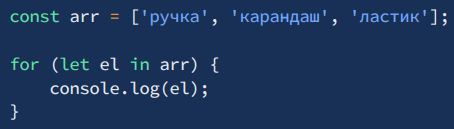 const arr = ['ручка', 'карандаш', 'ластик'];
for (let el in arr) {
    console.log(el);
}